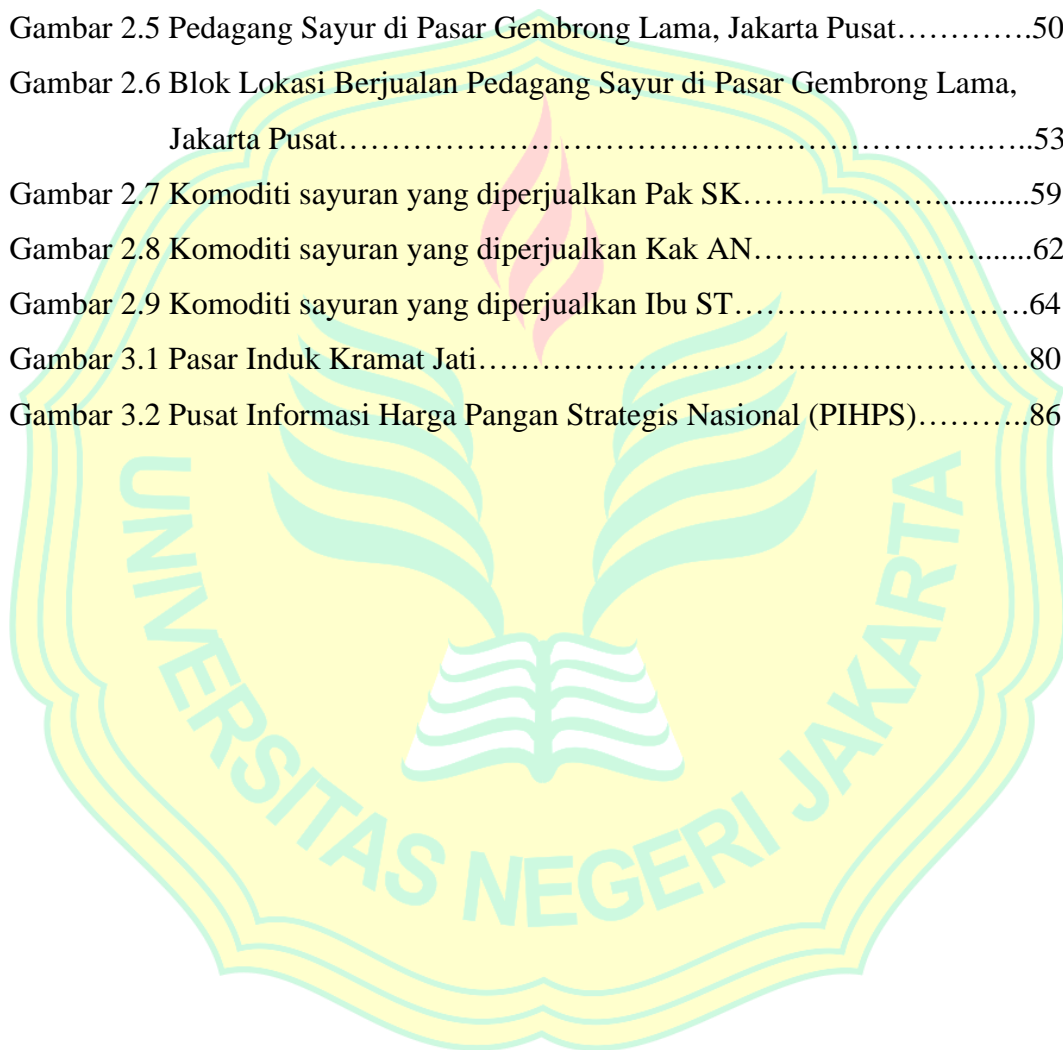 Gambar 2.5 Pedagang Sayur di Pasar Gembrong Lama, Jakarta Pusat………….50
Gambar 2.6 Blok Lokasi Berjualan Pedagang Sayur di Pasar Gembrong Lama,
Jakarta Pusat……………………………………………………….…..53
Gambar 2.7 Komoditi sayuran yang diperjualkan Pak SK………………............59
Gambar 2.8 Komoditi sayuran yang diperjualkan Kak AN………………….......62
Gambar 2.9 Komoditi sayuran yang diperjualkan Ibu ST……………………….64
Gambar 3.1 Pasar Induk Kramat Jati…………………………………………….80
Gambar 3.2 Pusat Informasi Harga Pangan Strategis Nasional (PIHPS)………..86
UNIVERSITAS NEGERI JAKARTA